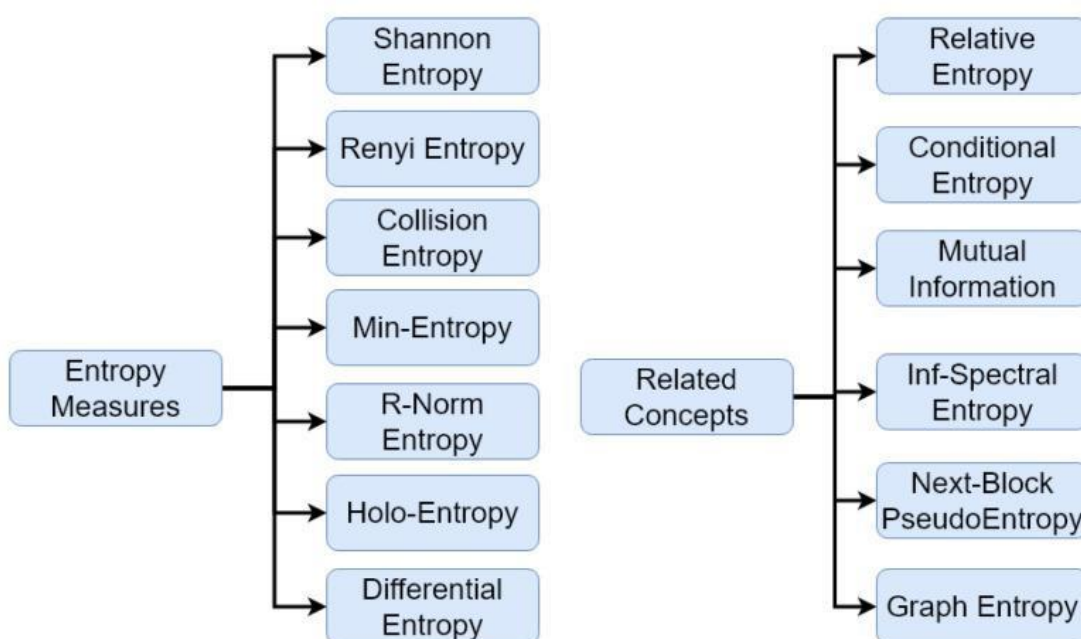 Shannon
Entropy
Renyi Entropy
Collision
Entropy
Min-Entropy
Entropy
Measures
R-Norm
Entropy
Holo-Entropy
Differential
Entropy
Relative
Entropy
Conditional
Entropy
Mutual
Information
Related
Concepts
Inf-Spectral
Entropy
Next-Block
PseudoEntropy
Graph Entropy